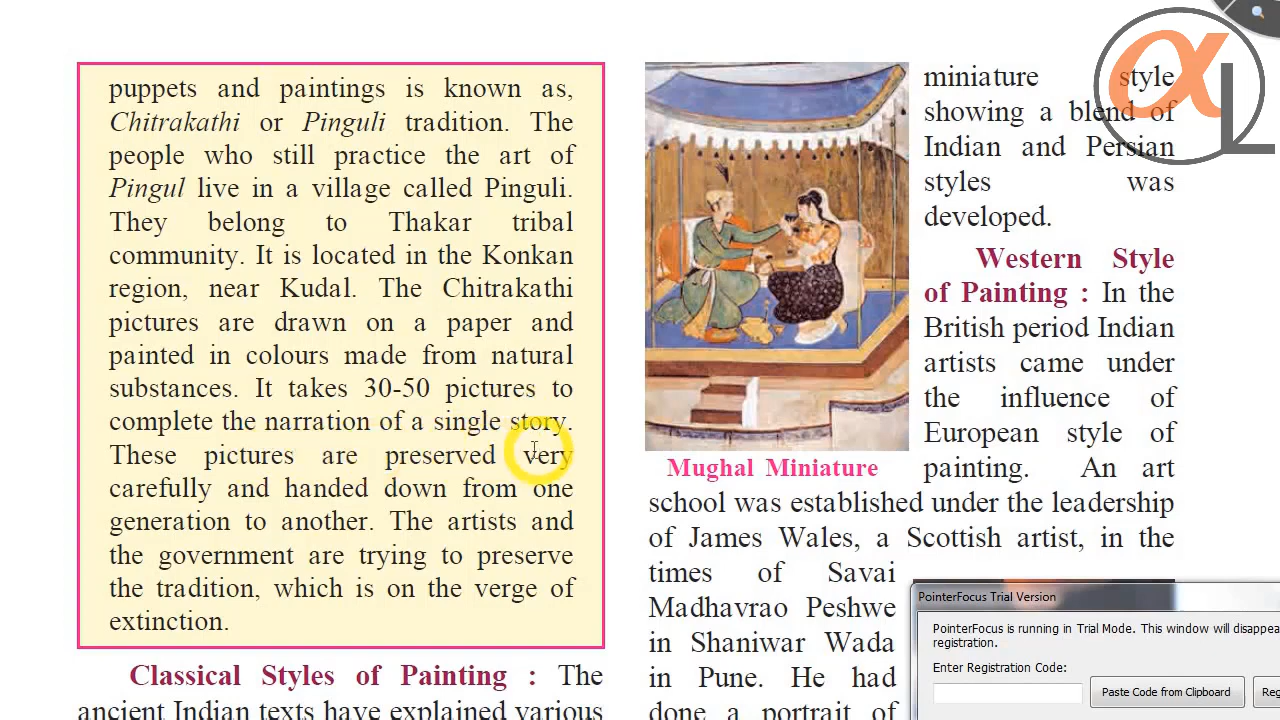 puppets and paintings is known as,
Chitrakathi or Pinguli tradition. The
people who still practice the art of
Pingul live in a village called Pinguli.
They belong to Thakar tribal
community. It is located in the Konkan
region, near Kudal. The Chitrakathi
pictures are drawn on a paper and
painted in colours made from natural
substances. It takes 30-50 pictures to
complete the narration of a single story.
These pictures are preserved very
carefully and handed down from one
generation to another. The artists and
the government are trying to preserve
the tradition, which is on the verge of
extinction.
Classical Styles of Painting : The
ancient Indian texts have explained various
Mughal Miniature
miniature style
showing a blend of
Indian and Persian
styles was
developed.
Western Style
of Painting : In the
British period Indian
artists came under
the influence of
European style of
painting. An art
school was established under the leadership
of James Wales, a Scottish artist, in the
times of Savai
Madhavrao Peshwe
in Shaniwar Wada
in Pune. He had
done a portrait of
αL
PointerFocus Trial Version
PointerFocus is running in Trial Mode. This window will disappea
registration.
Enter Registration Code:
Paste Code from Clipboard
Reg